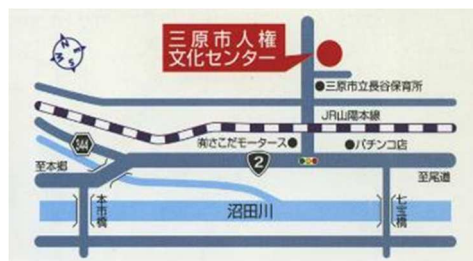 三原市人権
文化センター
三原市立長谷保育所
JR山陽本線
㈲さこだモータース
パチンコ店
344
2
至本郷
至尾道
本市橋
沼田川
七宝橋